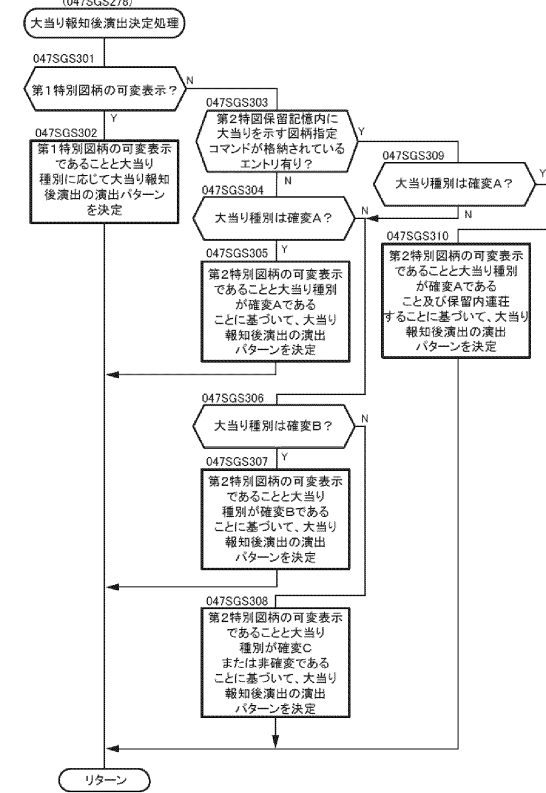 (047SGS278)
大当り報知後演出決定処理
047SGS301
第1特別図柄の可変表示?
N
Y
047SGS302
第1特別図柄の可変表示
であることと大当り
種別に応じて大当り報知
後演出の演出パターン
を決定
047SGS303
第2特図保留記憶内に
大当りを示す図柄指定
コマンドが格納されている
エントリ有り?
Y
N
047SGS304
大当り種別は確変A?
N
Y
047SGS305
第2特別図柄の可変表示
であることと大当り種別
が確変Aである
ことに基づいて、大当り
報知後演出の演出
パターンを決定
047SGS309
大当り種別は確変A?
Y
N
047SGS310
第2特別図柄の可変表示
であることと大当り種別
が確変Aである
こと及び保留内連荘
することに基づいて、大当り
報知後演出の演出
パターンを決定
047SGS306
大当り種別は確変B?
N
Y
047SGS307
第2特別図柄の可変表示
であることと大当り
種別が確変Bである
ことに基づいて、大当り
報知後演出の演出
パターンを決定
047SGS308
第2特別図柄の可変表示
であることと大当り
種別が確変C
または非確変である
ことに基づいて、大当り
報知後演出の演出
パターンを決定
リターン